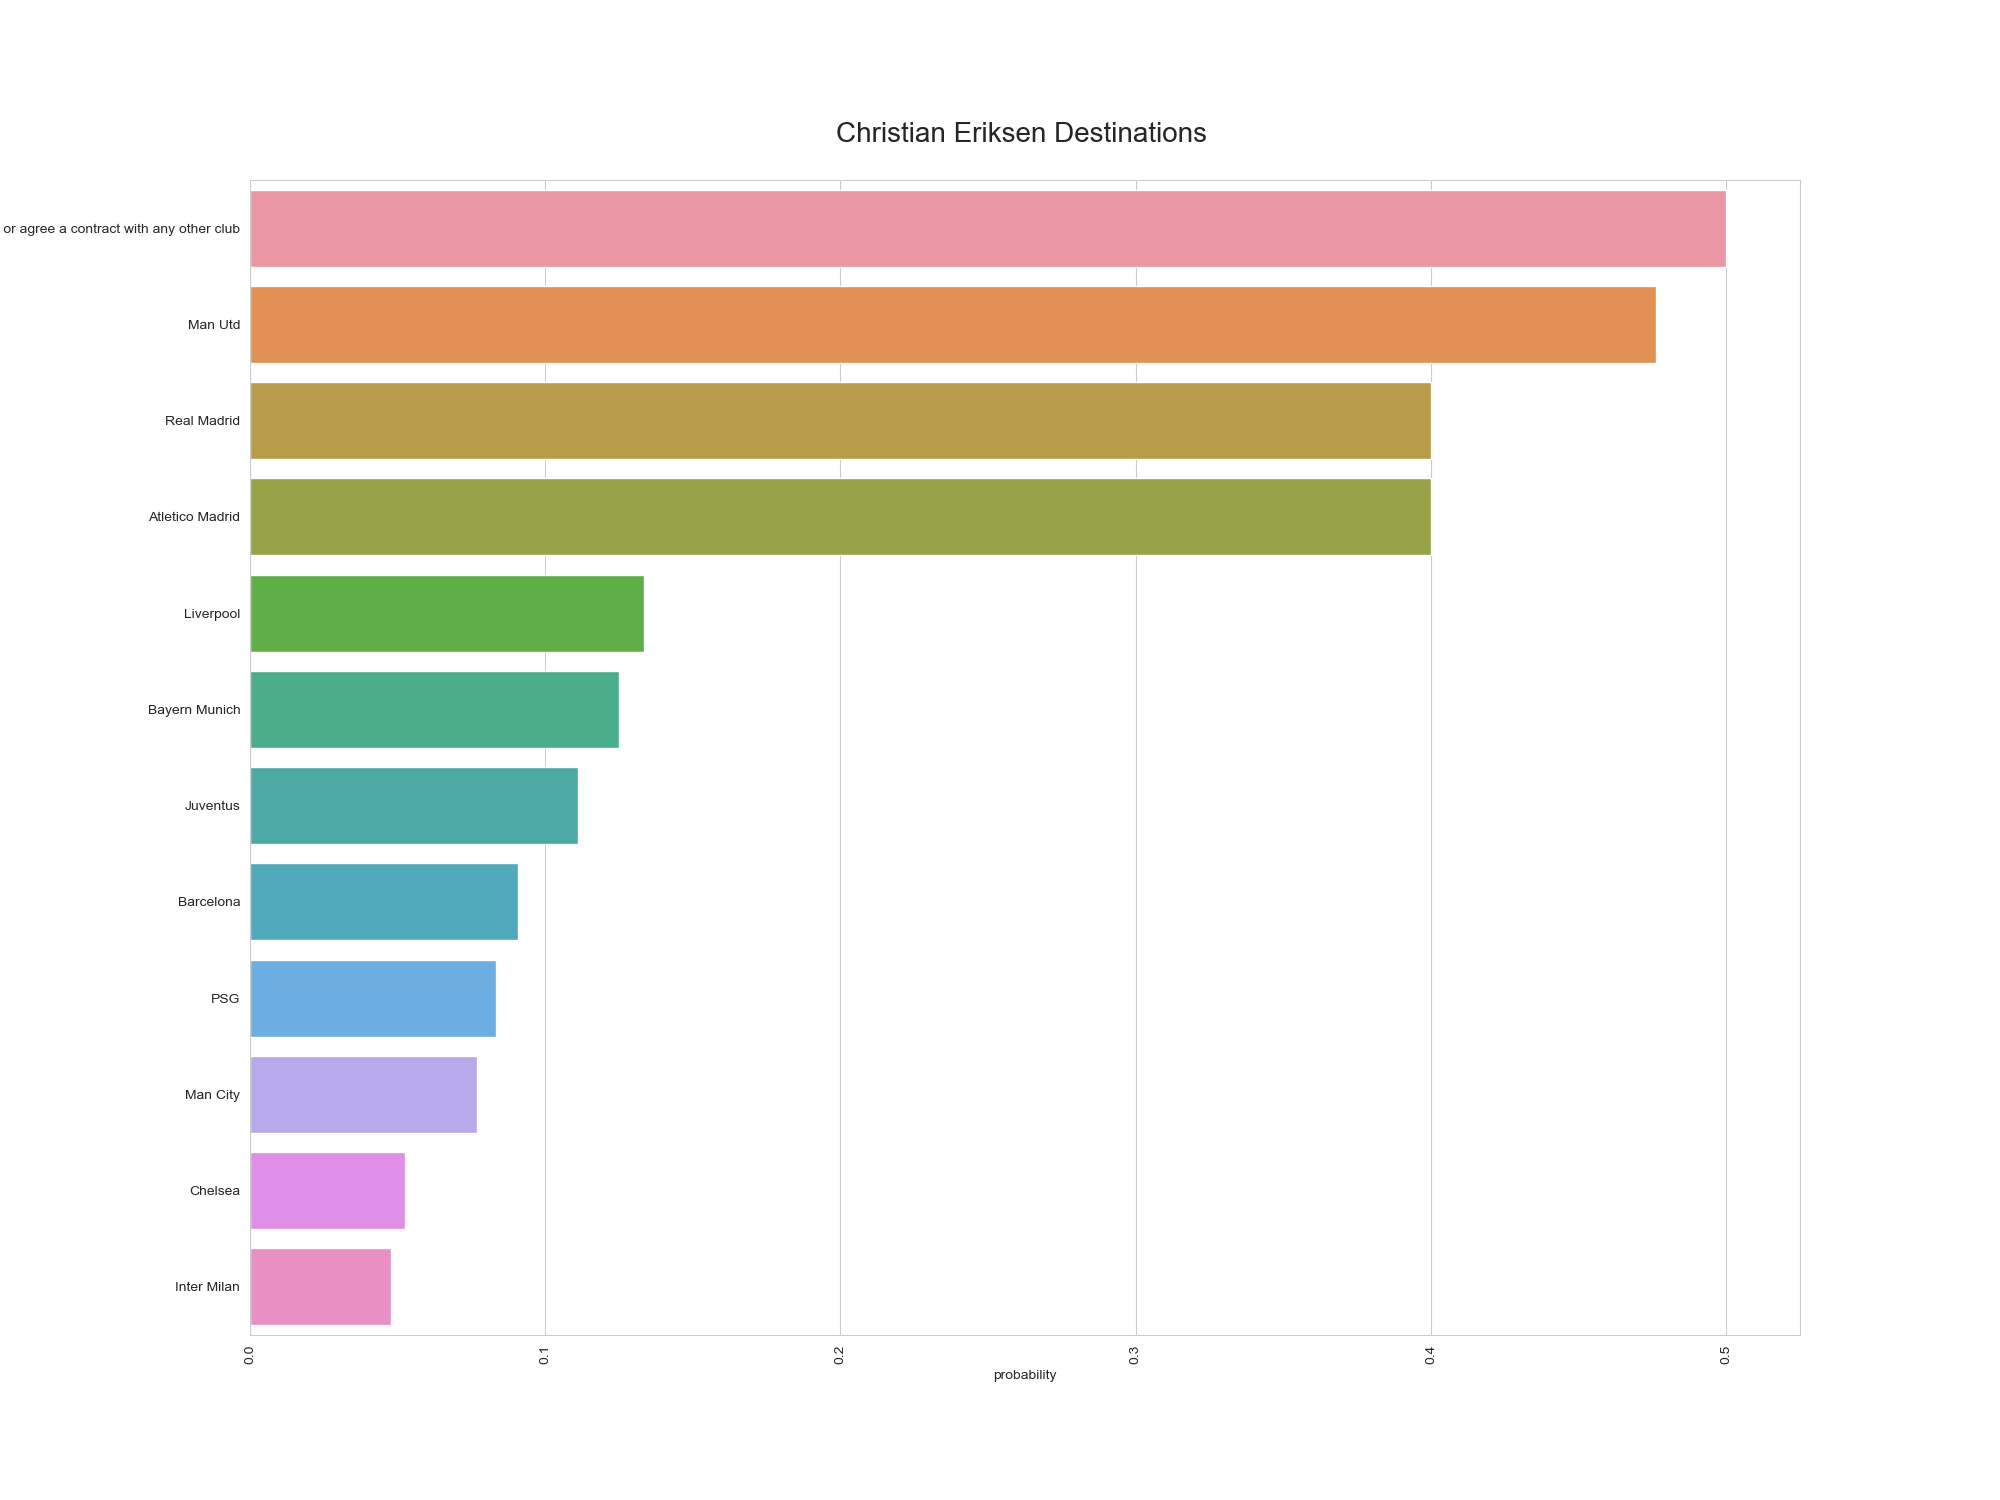 Christian Eriksen Destinations
or agree a contract with any other club
Man Utd
Real Madrid
Atletico Madrid
Liverpool
Bayern Munich
Juventus
Barcelona
PSG
Man City
Chelsea
Inter Milan
0.0 0.1 0.2 0.3 0.4 0.5
probability